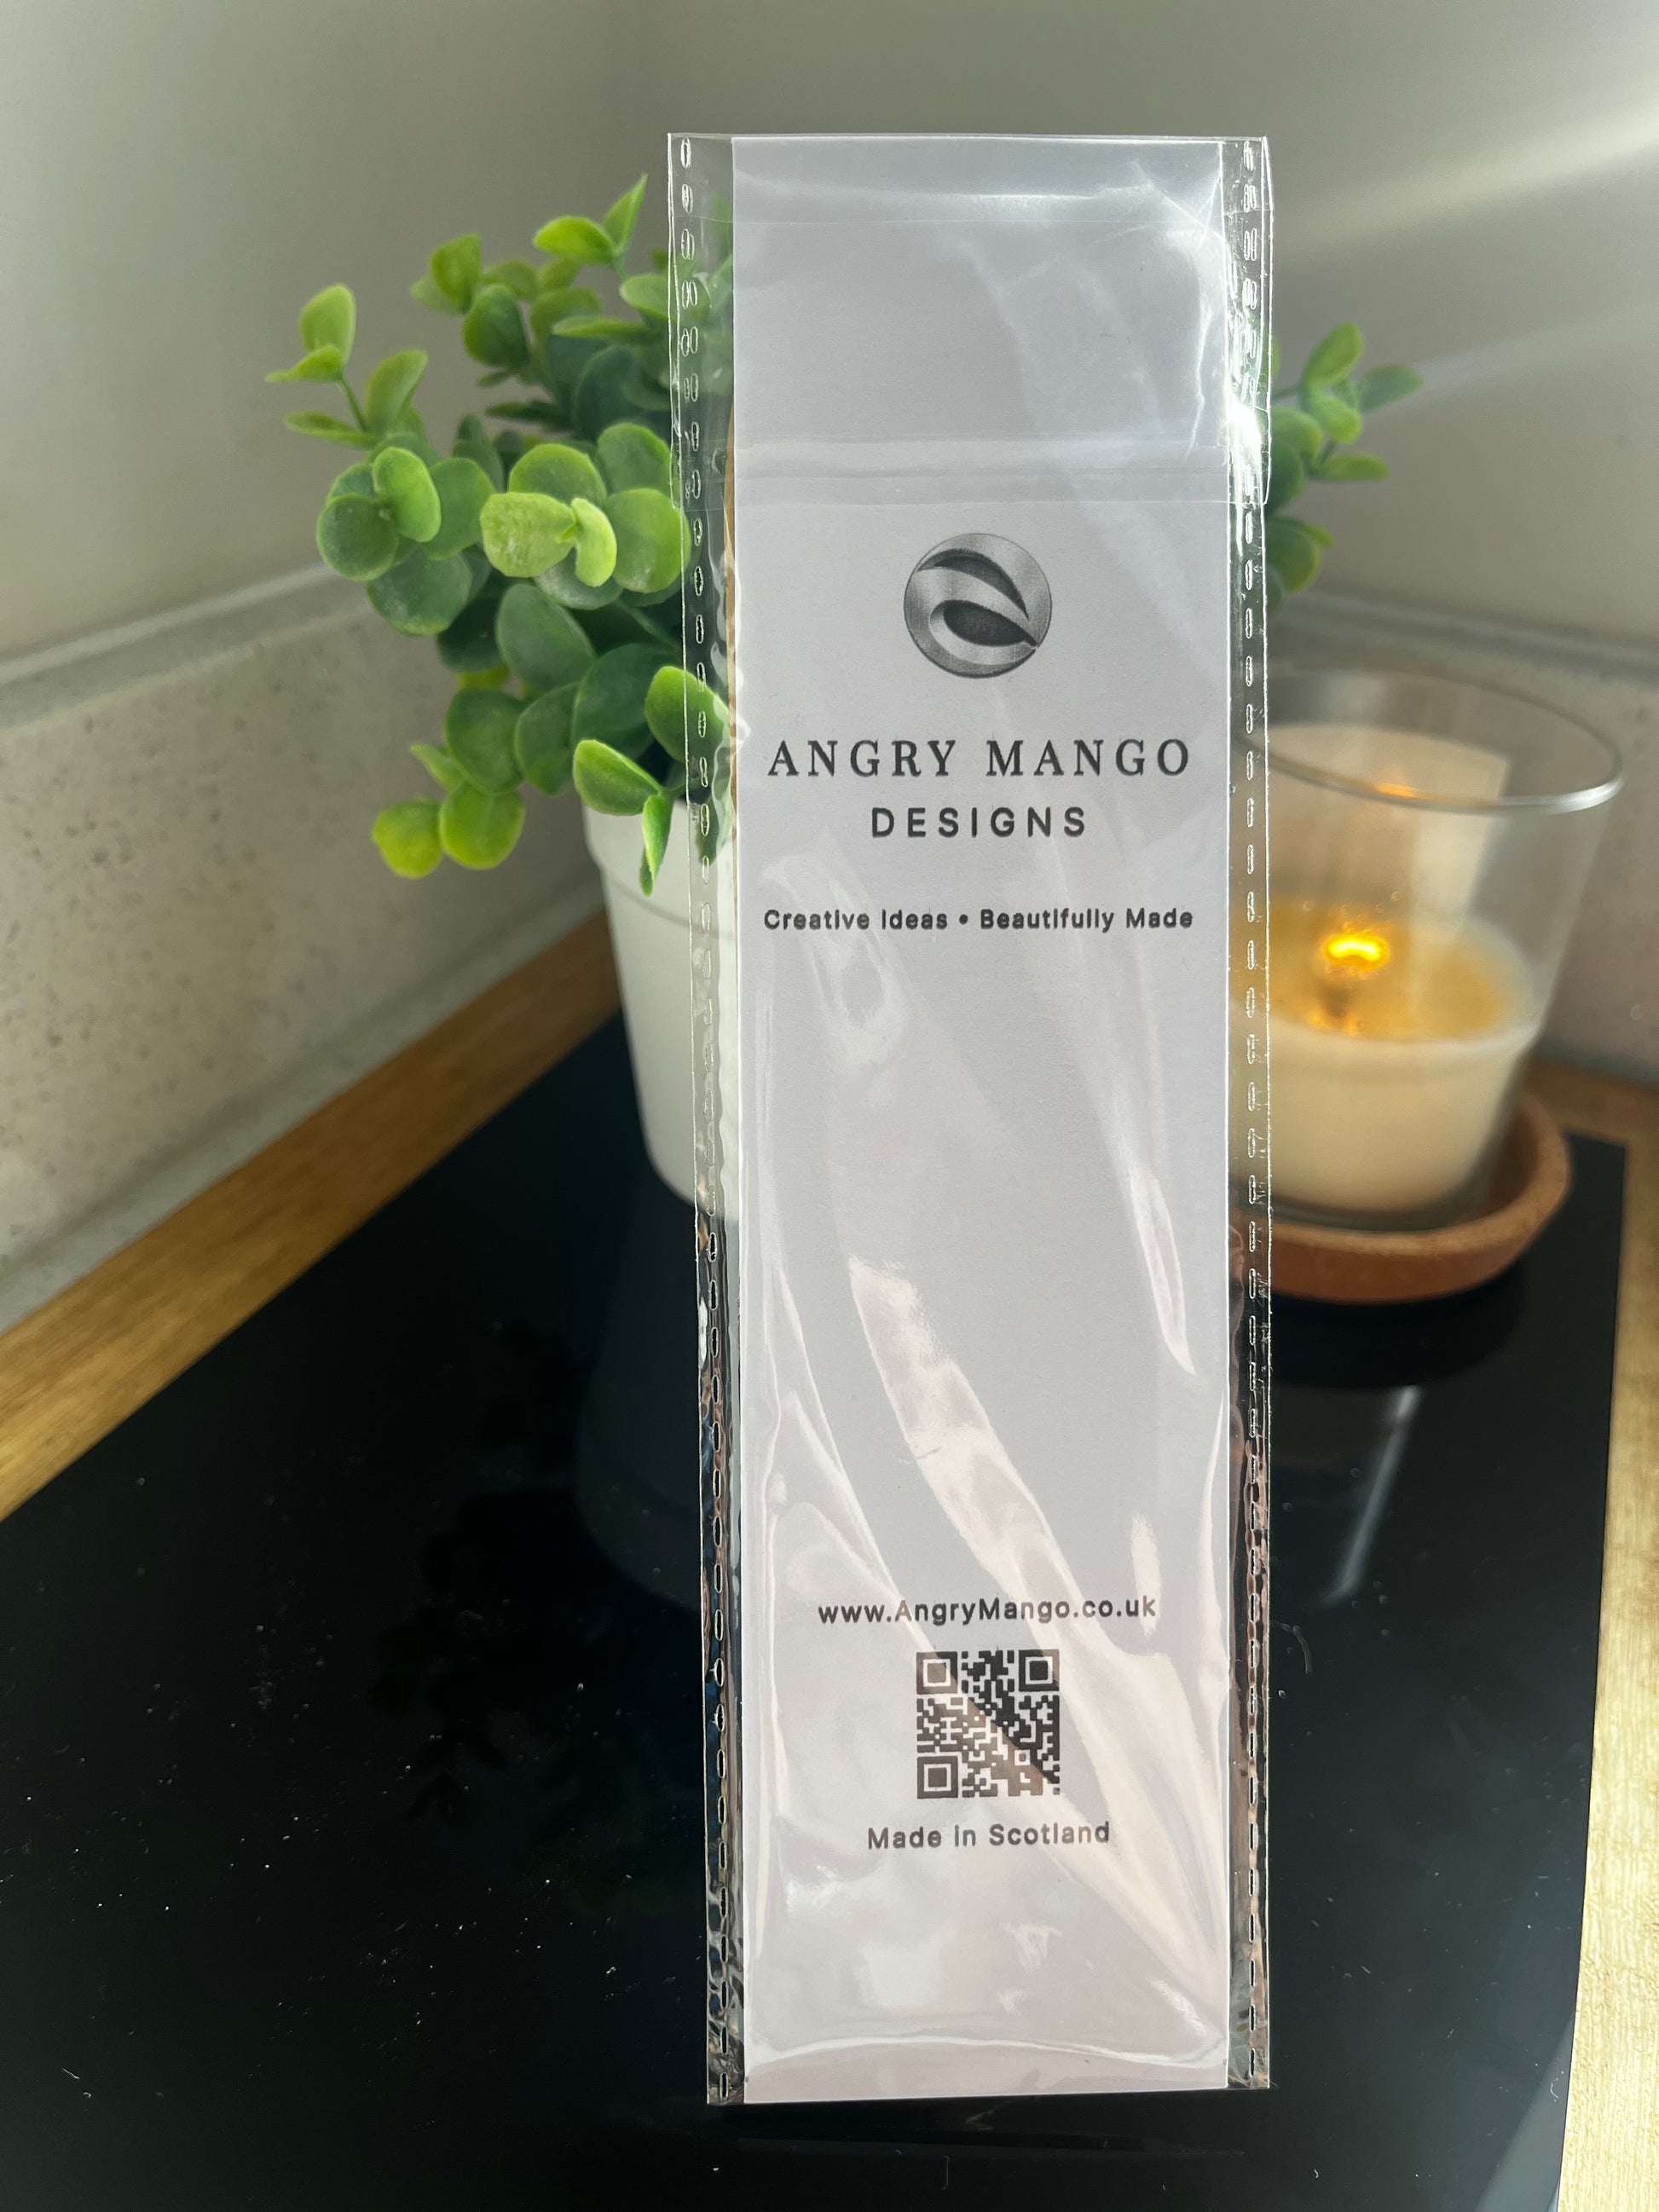 ANGRY MANGO
DESIGNS
Creative Ideas • Beautifully Made
www.AngryMango.co.uk
Made in Scotland